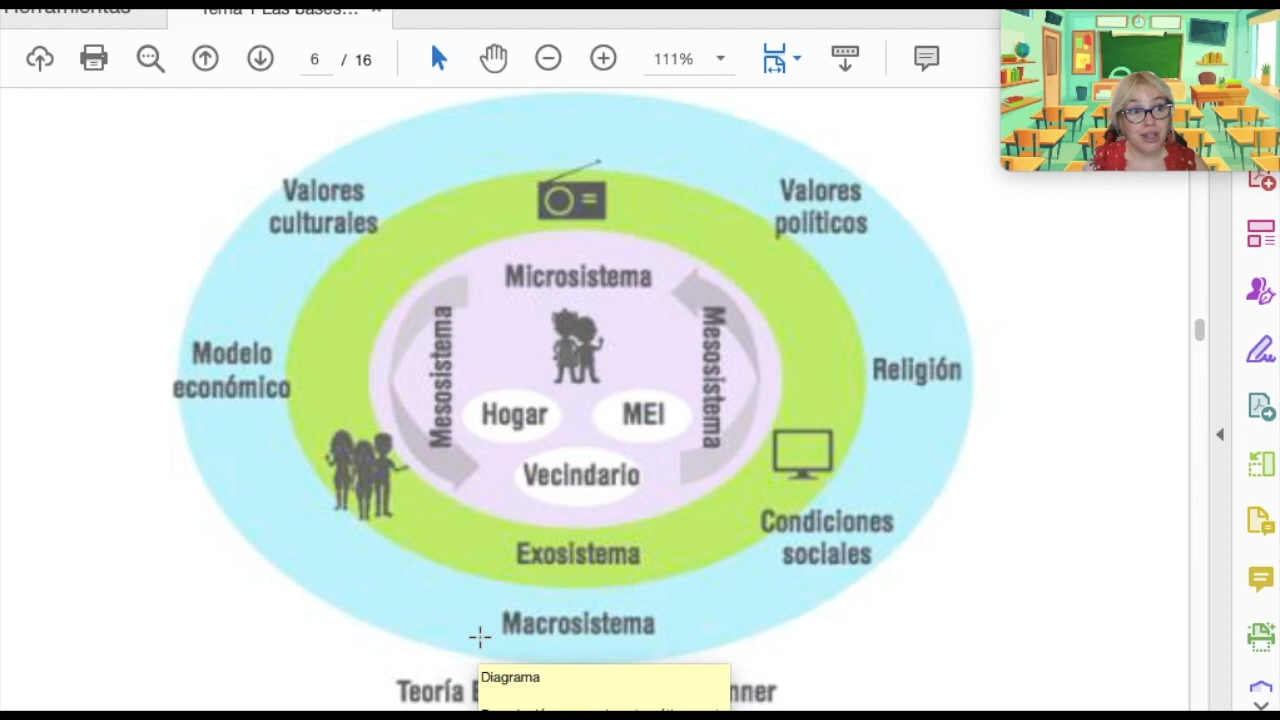 Herramientas
Tema 1 Las bases...
6 / 16
111%
Valores
culturales
Valores
políticos
Microsistema
Mesosistema
Mesosistema
Modelo
económico
Religión
Hogar
MEI
Vecindario
Condiciones
sociales
Exosistema
Macrosistema
Diagrama
Teoría E
nner